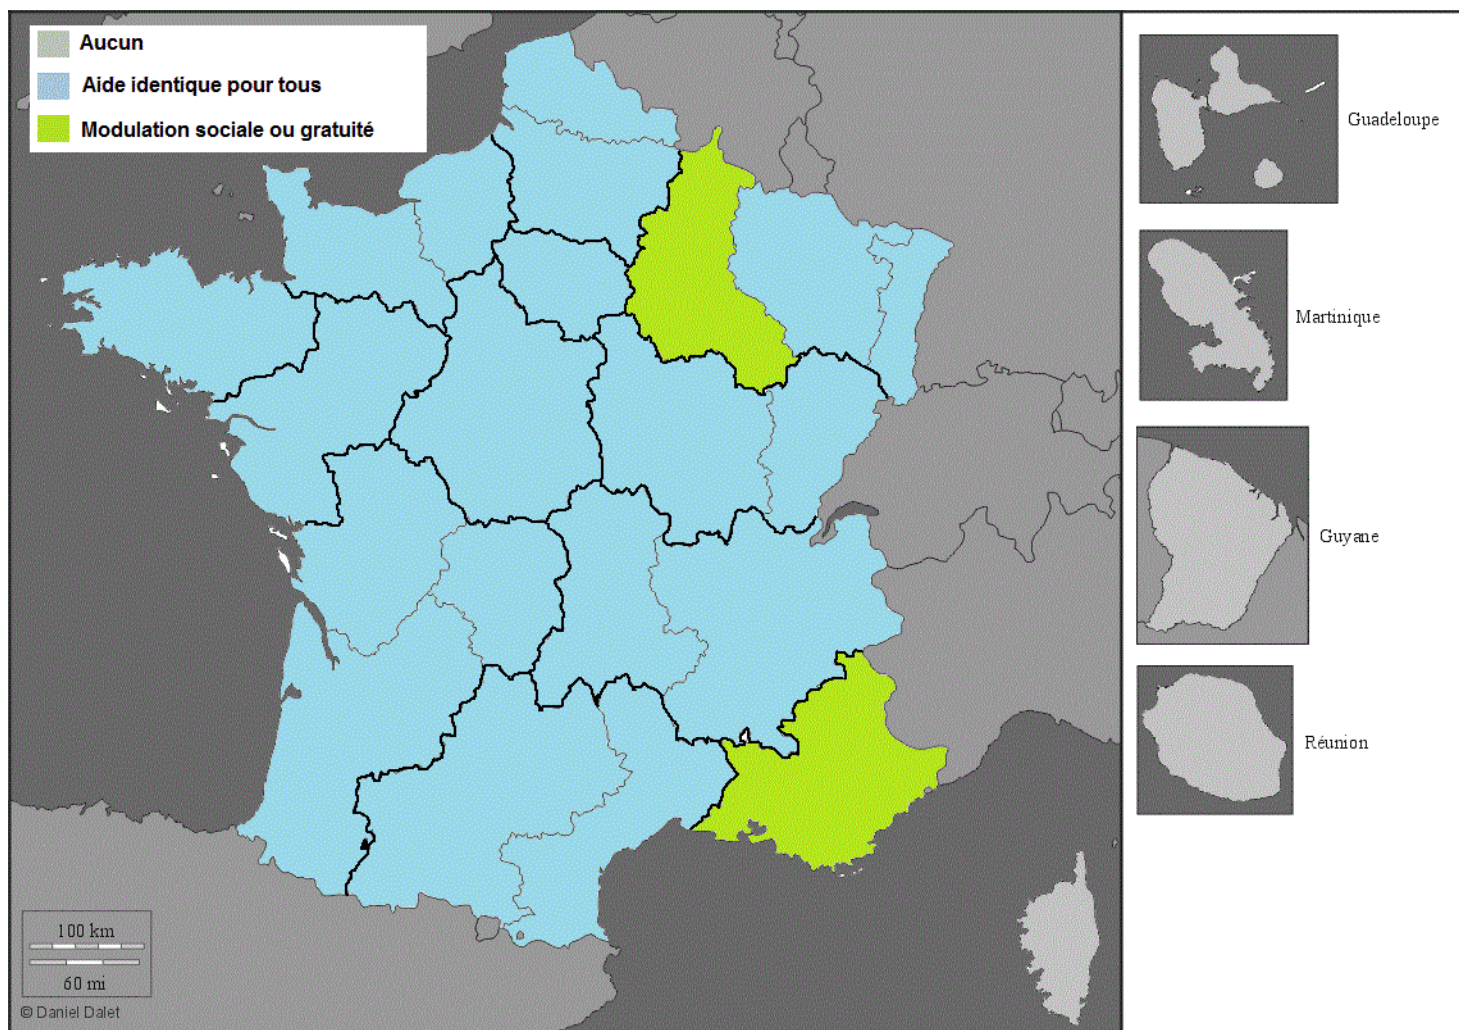 Aucun
Aide identique pour tous
Modulation sociale ou gratuité
Guadeloupe
Martinique
Guyane
Réunion
100 km
60 mi
© Daniel Dalet